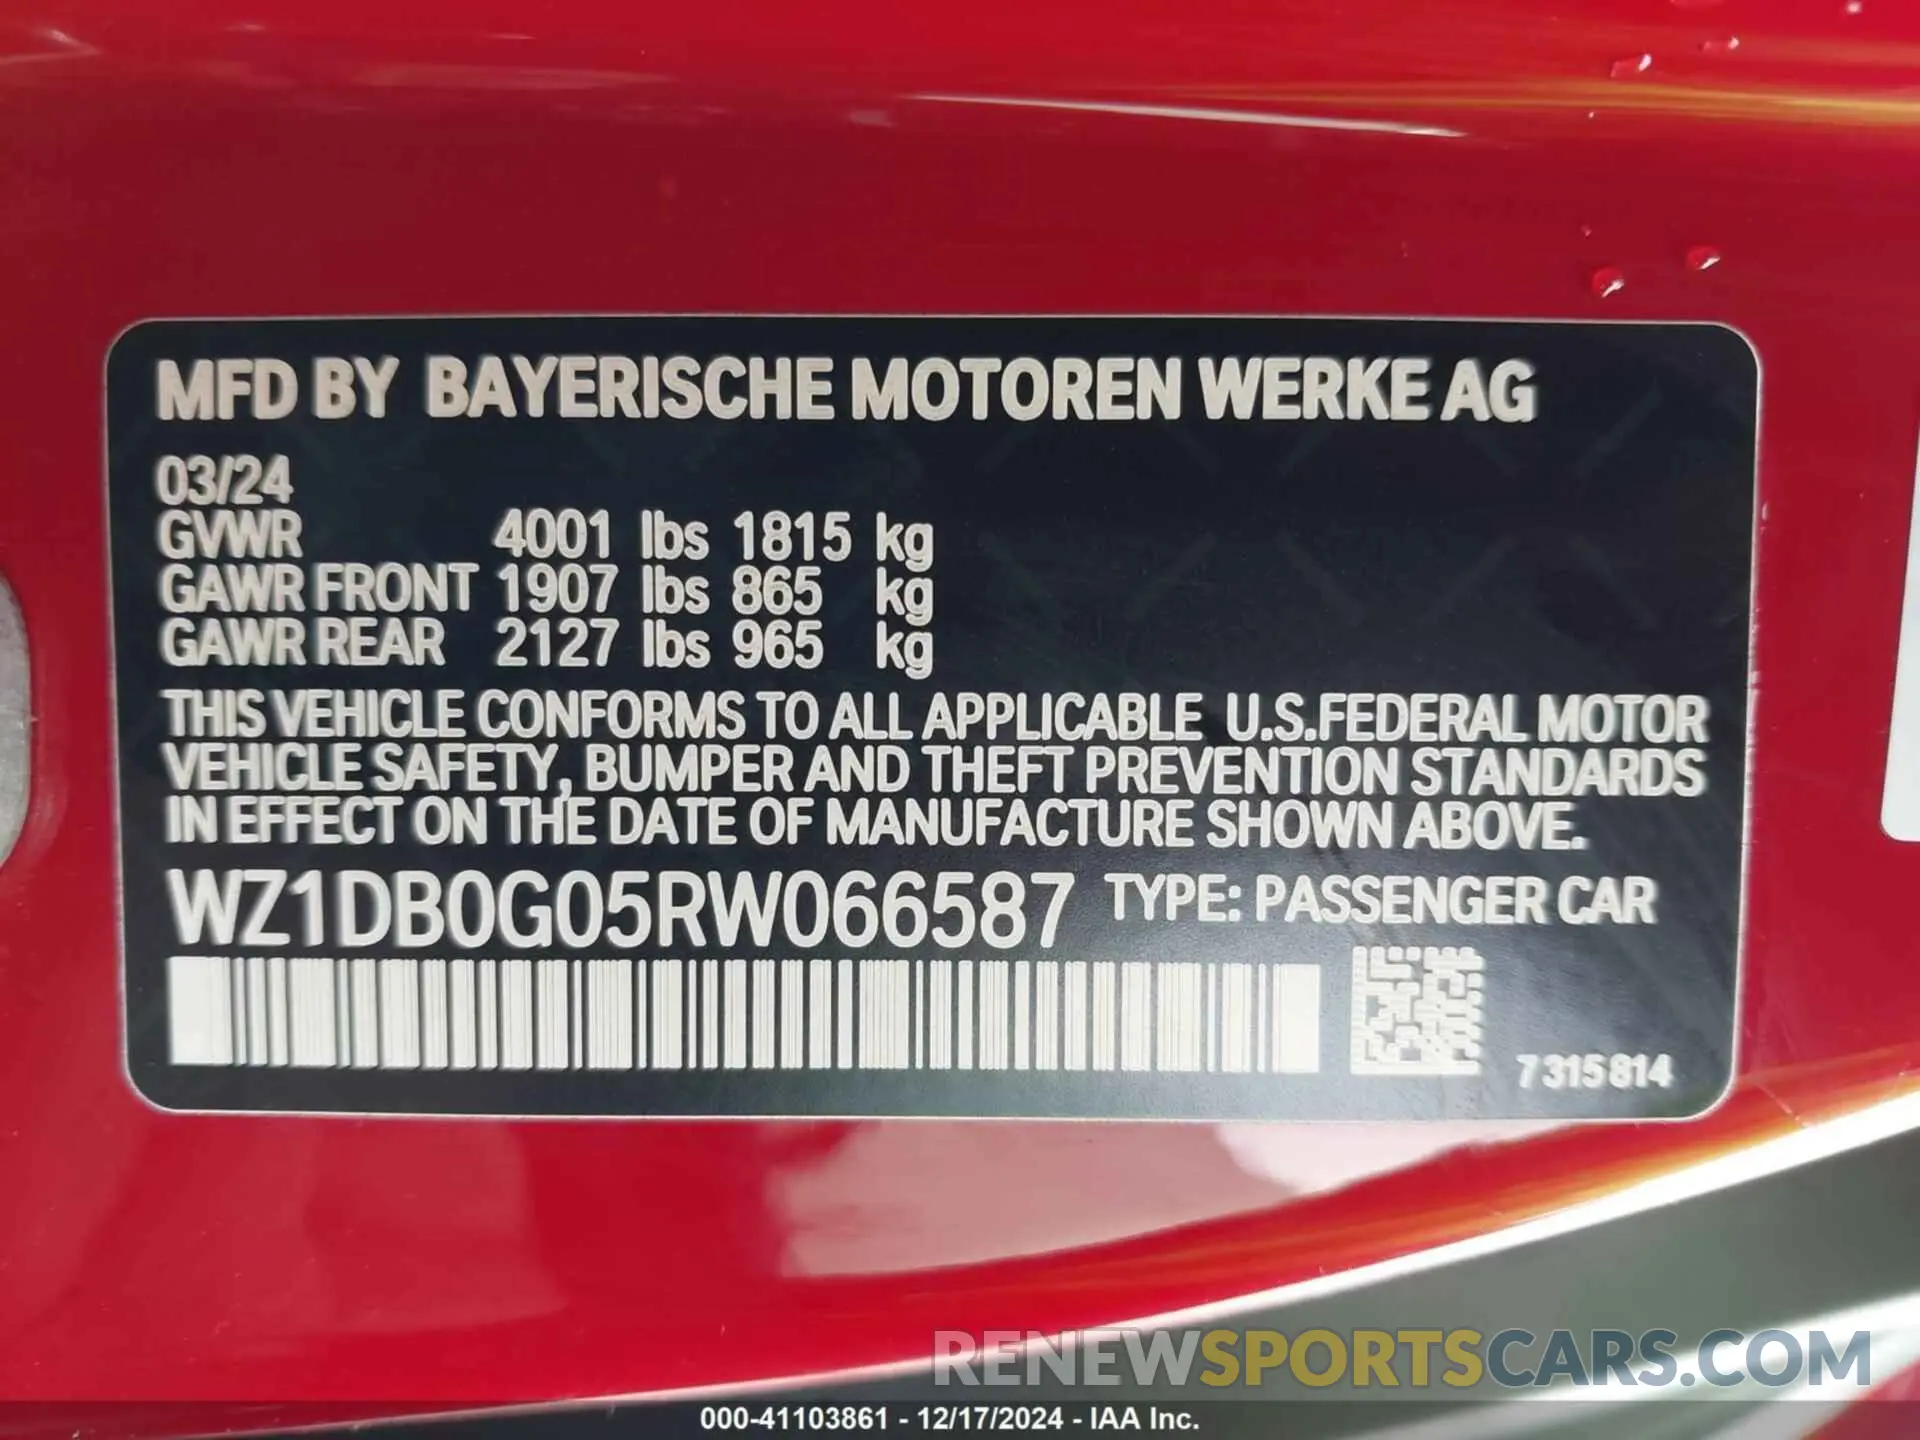 MFD BY BAYERISCHE MOTOREN WERKE AG
03/24
GVWR 4001 lbs 1815 kg
GAWR FRONT 1907 lbs 865 kg
GAWR REAR 2127 lbs 965 kg
THIS VEHICLE CONFORMS TO ALL APPLICABLE U.S.FEDERAL MOTOR
VEHICLE SAFETY, BUMPER AND THEFT PREVENTION STANDARDS
IN EFFECT ON THE DATE OF MANUFACTURE SHOWN ABOVE.
WZ1DB0G05RW066587 TYPE: PASSENGER CAR
7315814
RENEWSPORTSCARS.COM
000-41103861 - 12/17/2024 - IAA Inc.